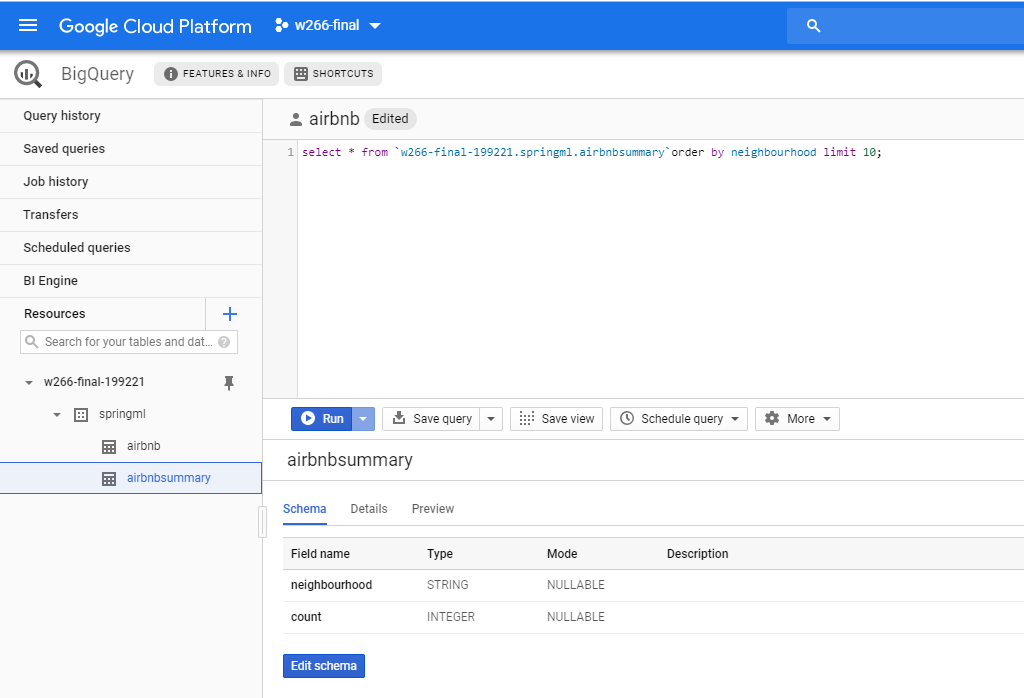 Google Cloud Platform w266-final
BigQuery FEATURES & INFO SHORTCUTS
Query history
Saved queries
Job history
Transfers
Scheduled queries
BI Engine
Resources
Search for your tables and dat... ?
w266-final-199221
springml
airbnb
airbnbsummary
airbnb Edited
1 select * from `w266-final-199221.springml.airbnbsummary`order by neighbourhood limit 10;
Run Save query Save view Schedule query More
airbnbsummary
Schema Details Preview
Field name Type Mode Description
neighbourhood STRING NULLABLE
count INTEGER NULLABLE
Edit schema